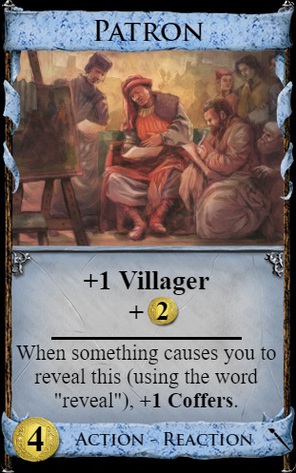 PATRON
+1 Villager
+ 2
When something causes you to
reveal this (using the word
"reveal"), +1 Coffers.
4 ACTION – REACTION